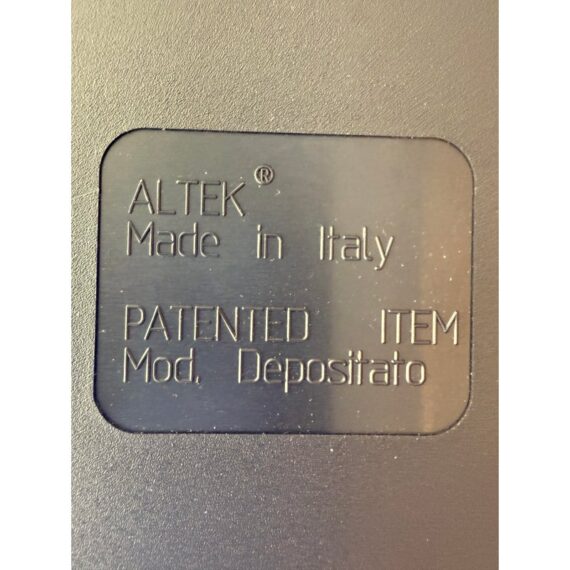 ALTEK®
Made in Italy
PATENTED ITEM
Mod. Depositato